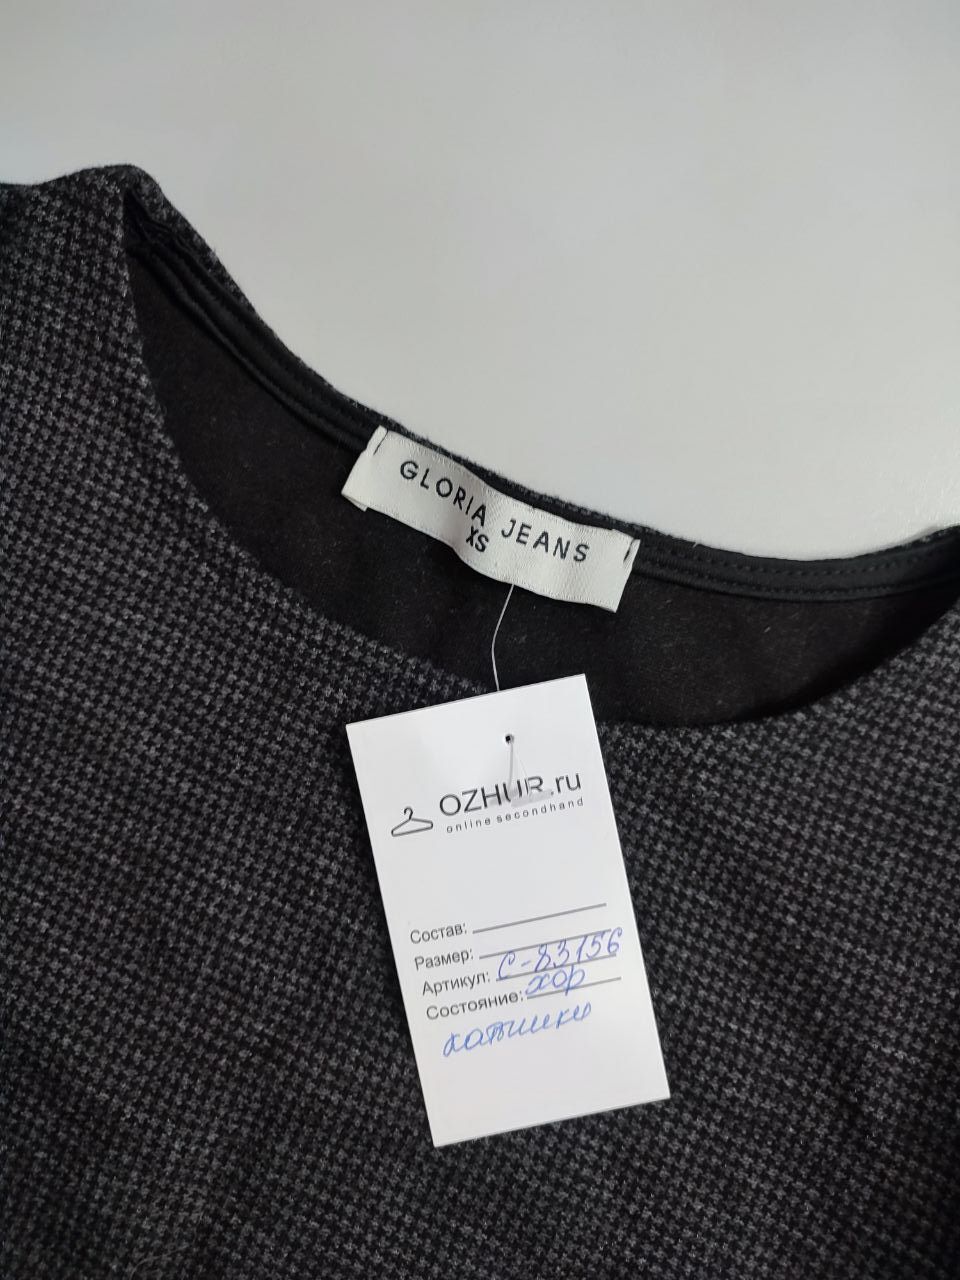 GLORIA JEANS
XS
OZHUR.ru
online secondhand
Состав:
Размер:
Артикул: С-83156
Состояние: хор
катышки